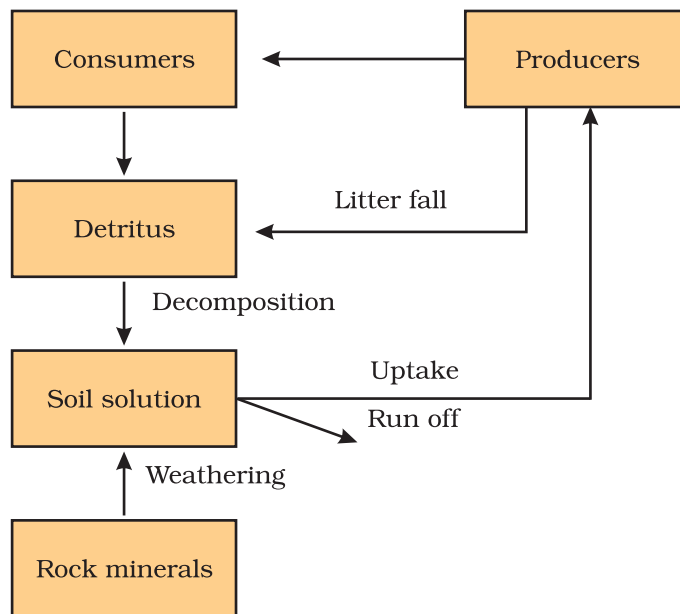 Consumers
Producers
Litter fall
Detritus
Decomposition
Uptake
Soil solution
Run off
Weathering
Rock minerals